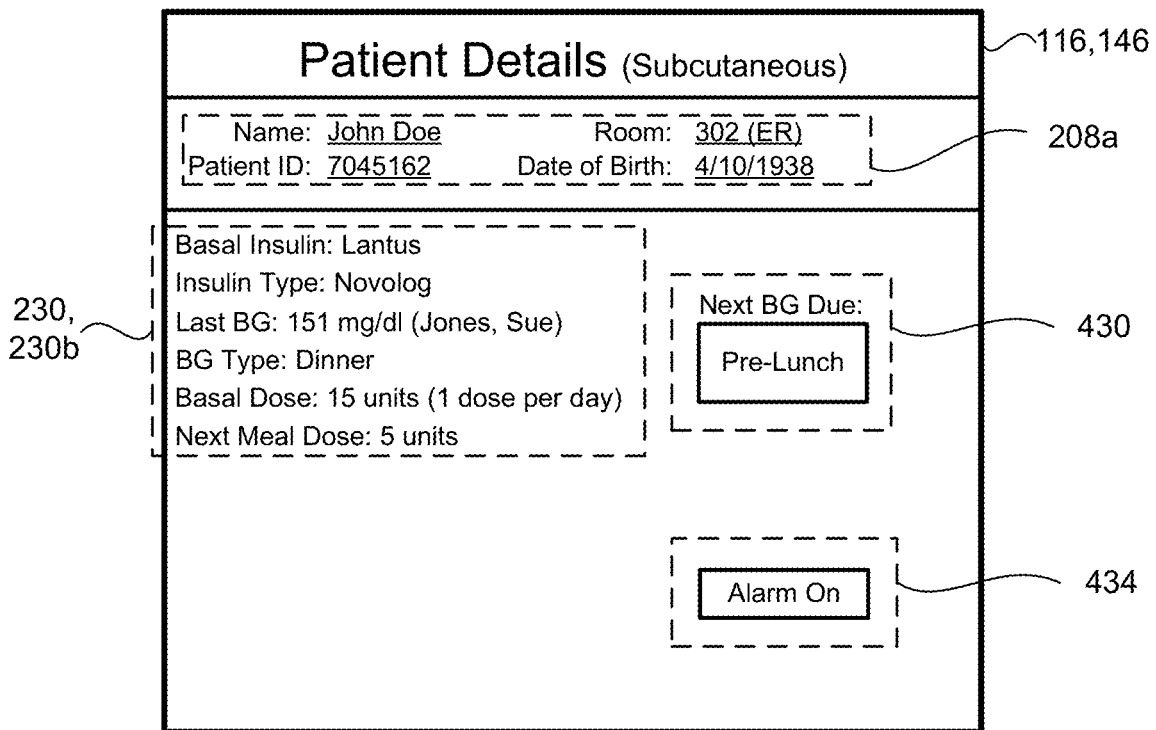 Patient Details (Subcutaneous)
116,146
Name: John Doe Room: 302 (ER)
208a
Patient ID: 7045162 Date of Birth: 4/10/1938
Basal Insulin: Lantus
Insulin Type: Novolog
Last BG: 151 mg/dl (Jones, Sue)
BG Type: Dinner
Basal Dose: 15 units (1 dose per day)
Next Meal Dose: 5 units
230,
230b
Next BG Due:
Pre-Lunch
430
Alarm On
434